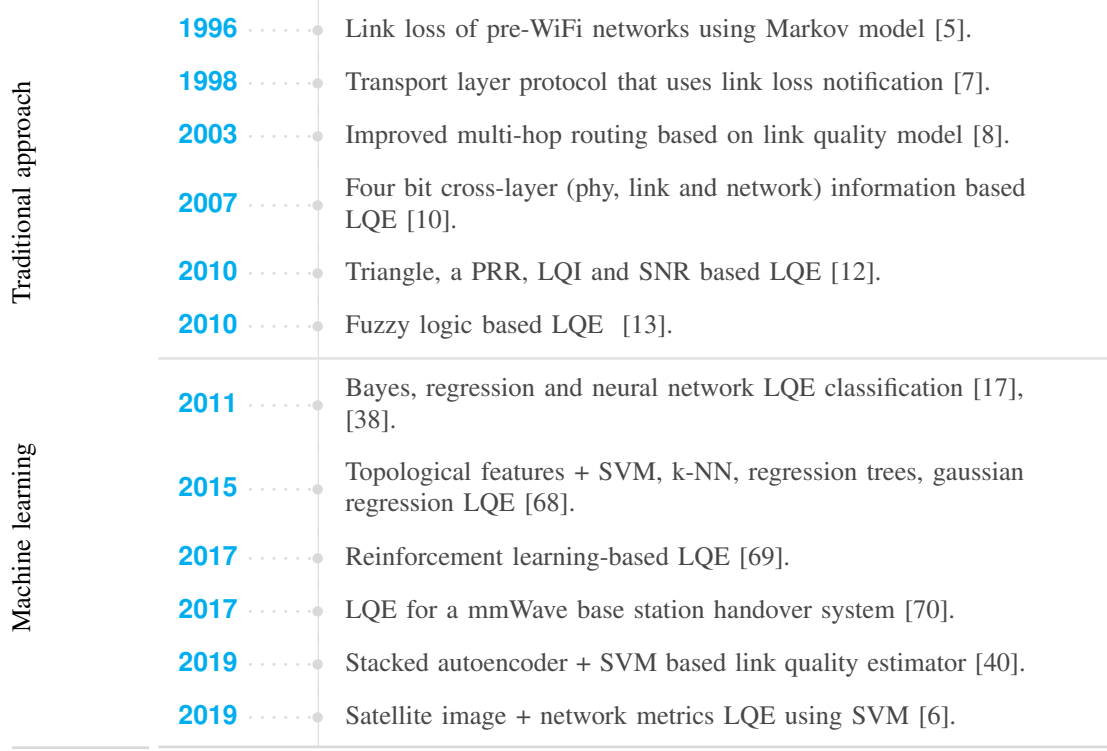 Traditional approach
1996 Link loss of pre-WiFi networks using Markov model [5].
1998 Transport layer protocol that uses link loss notification [7].
2003 Improved multi-hop routing based on link quality model [8].
2007 Four bit cross-layer (phy, link and network) information based
LQE [10].
2010 Triangle, a PRR, LQI and SNR based LQE [12].
2010 Fuzzy logic based LQE [13].
Machine learning
2011 Bayes, regression and neural network LQE classification [17],
[38].
2015 Topological features + SVM, k-NN, regression trees, gaussian
regression LQE [68].
2017 Reinforcement learning-based LQE [69].
2017 LQE for a mmWave base station handover system [70].
2019 Stacked autoencoder + SVM based link quality estimator [40].
2019 Satellite image + network metrics LQE using SVM [6].